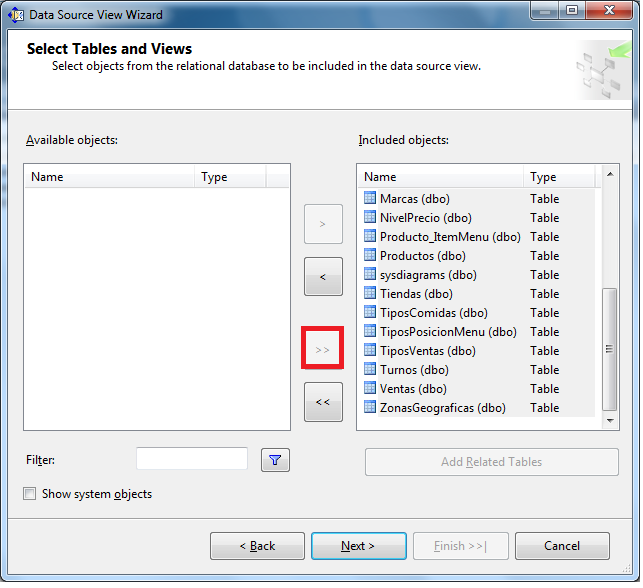 Data Source View Wizard
Select Tables and Views
Select objects from the relational database to be included in the data source view.
Available objects:
Included objects:
Name Type
Name Type
Marcas (dbo) Table
NivelPrecio (dbo) Table
Producto_ItemMenu (dbo) Table
Productos (dbo) Table
sysdiagrams (dbo) Table
Tiendas (dbo) Table
TiposComidas (dbo) Table
TiposPosicionMenu (dbo) Table
TiposVentas (dbo) Table
Turnos (dbo) Table
Ventas (dbo) Table
ZonasGeograficas (dbo) Table
>
<
>>
<<
Filter:
Add Related Tables
Show system objects
< Back Next > Finish >>| Cancel